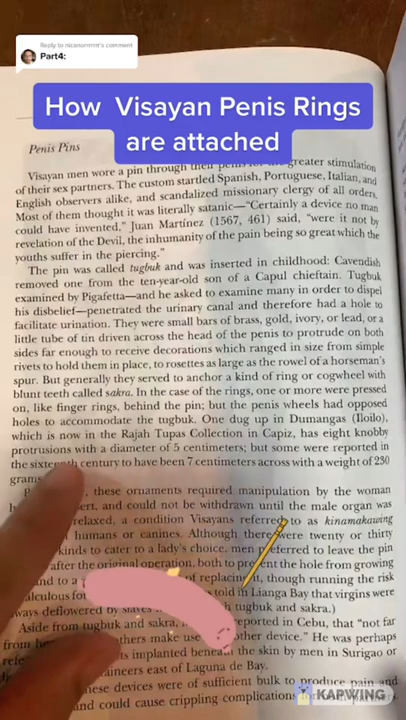 Reply to
comment
Part4:
How Visayan Penis Rings
are attached
Penis Pins
Visayan men wore a pin through their greater stimulation
of their sex partners. The custom startled Spanish, Portuguese, Italian, and
English observers alike, and scandalized missionary clergy of all orders.
Most of them thought it was literally satanic—“Certainly a device no man
could have invented,” Juan Martínez (1567, 461) said, “were it not by
revelation of the Devil, the inhumanity of the pain being so great which the
youths suffer in the piercing.”
The pin was called tugbuk and was inserted in childhood: Cavendish
removed one from the ten-year-old son of a Capul chieftain. Tugbuk
examined by Pigafetta—and he asked to examine many in order to dispel
his disbelief—penetrated the urinary canal and therefore had a hole to
facilitate urination. They were small bars of brass, gold, ivory, or lead, or a
little tube of tin driven across the head of the penis to protrude on both
sides far enough to receive decorations which ranged in size from simple
rivets to hold them in place, to rosettes as large as the rowel of a horseman's
spur. But generally they served to anchor a kind of ring or cogwheel with
blunt teeth called sakra. In the case of the rings, one or more were pressed
on, like finger rings, behind the pin; but the penis wheels had opposed
holes to accommodate the tugbuk. One dug up in Dumangas (Iloilo),
which is now in the Rajah Tupas Collection in Capiz, has eight knobby
protrusions with a diameter of 5 centimeters; but some were reported in
the sixteenth century to have been 7 centimeters across with a weight of 230
grams
these ornaments required manipulation by the woman
and could not be withdrawn until the male organ was
relaxed, a condition Visayans referred to as kinamakawing
humans or canines. Although there were twenty or thirty
kinds to cater to a lady's choice, men preferred to leave the pin
after the original operation, both to prevent the hole from growing
and to a of replacing it, though running the risk
told in Lianga Bay that virgins were
ways deflowered by slaves tugbuk and sakra.)
Aside from tugbuk and sakra, in Cebu, that “not far
from others make use other device.” He was perhaps
implanted beneath the skin by men in Surigao or
east of Laguna de Bay.
these devices were of sufficient bulk to produce pain and
and could cause crippling complications for
KAPWING